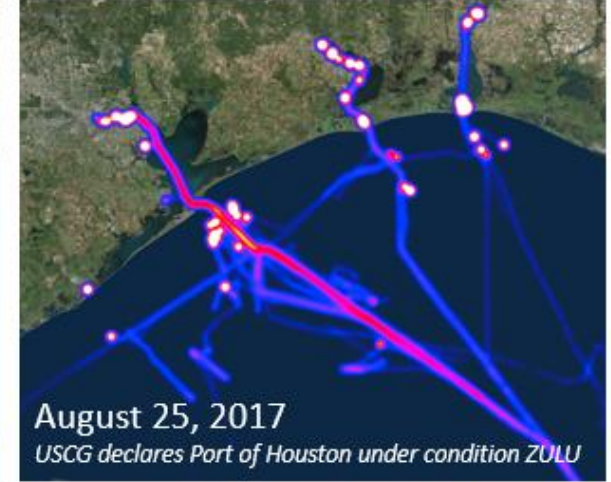 August 25, 2017
USCG declares Port of Houston under condition ZULU